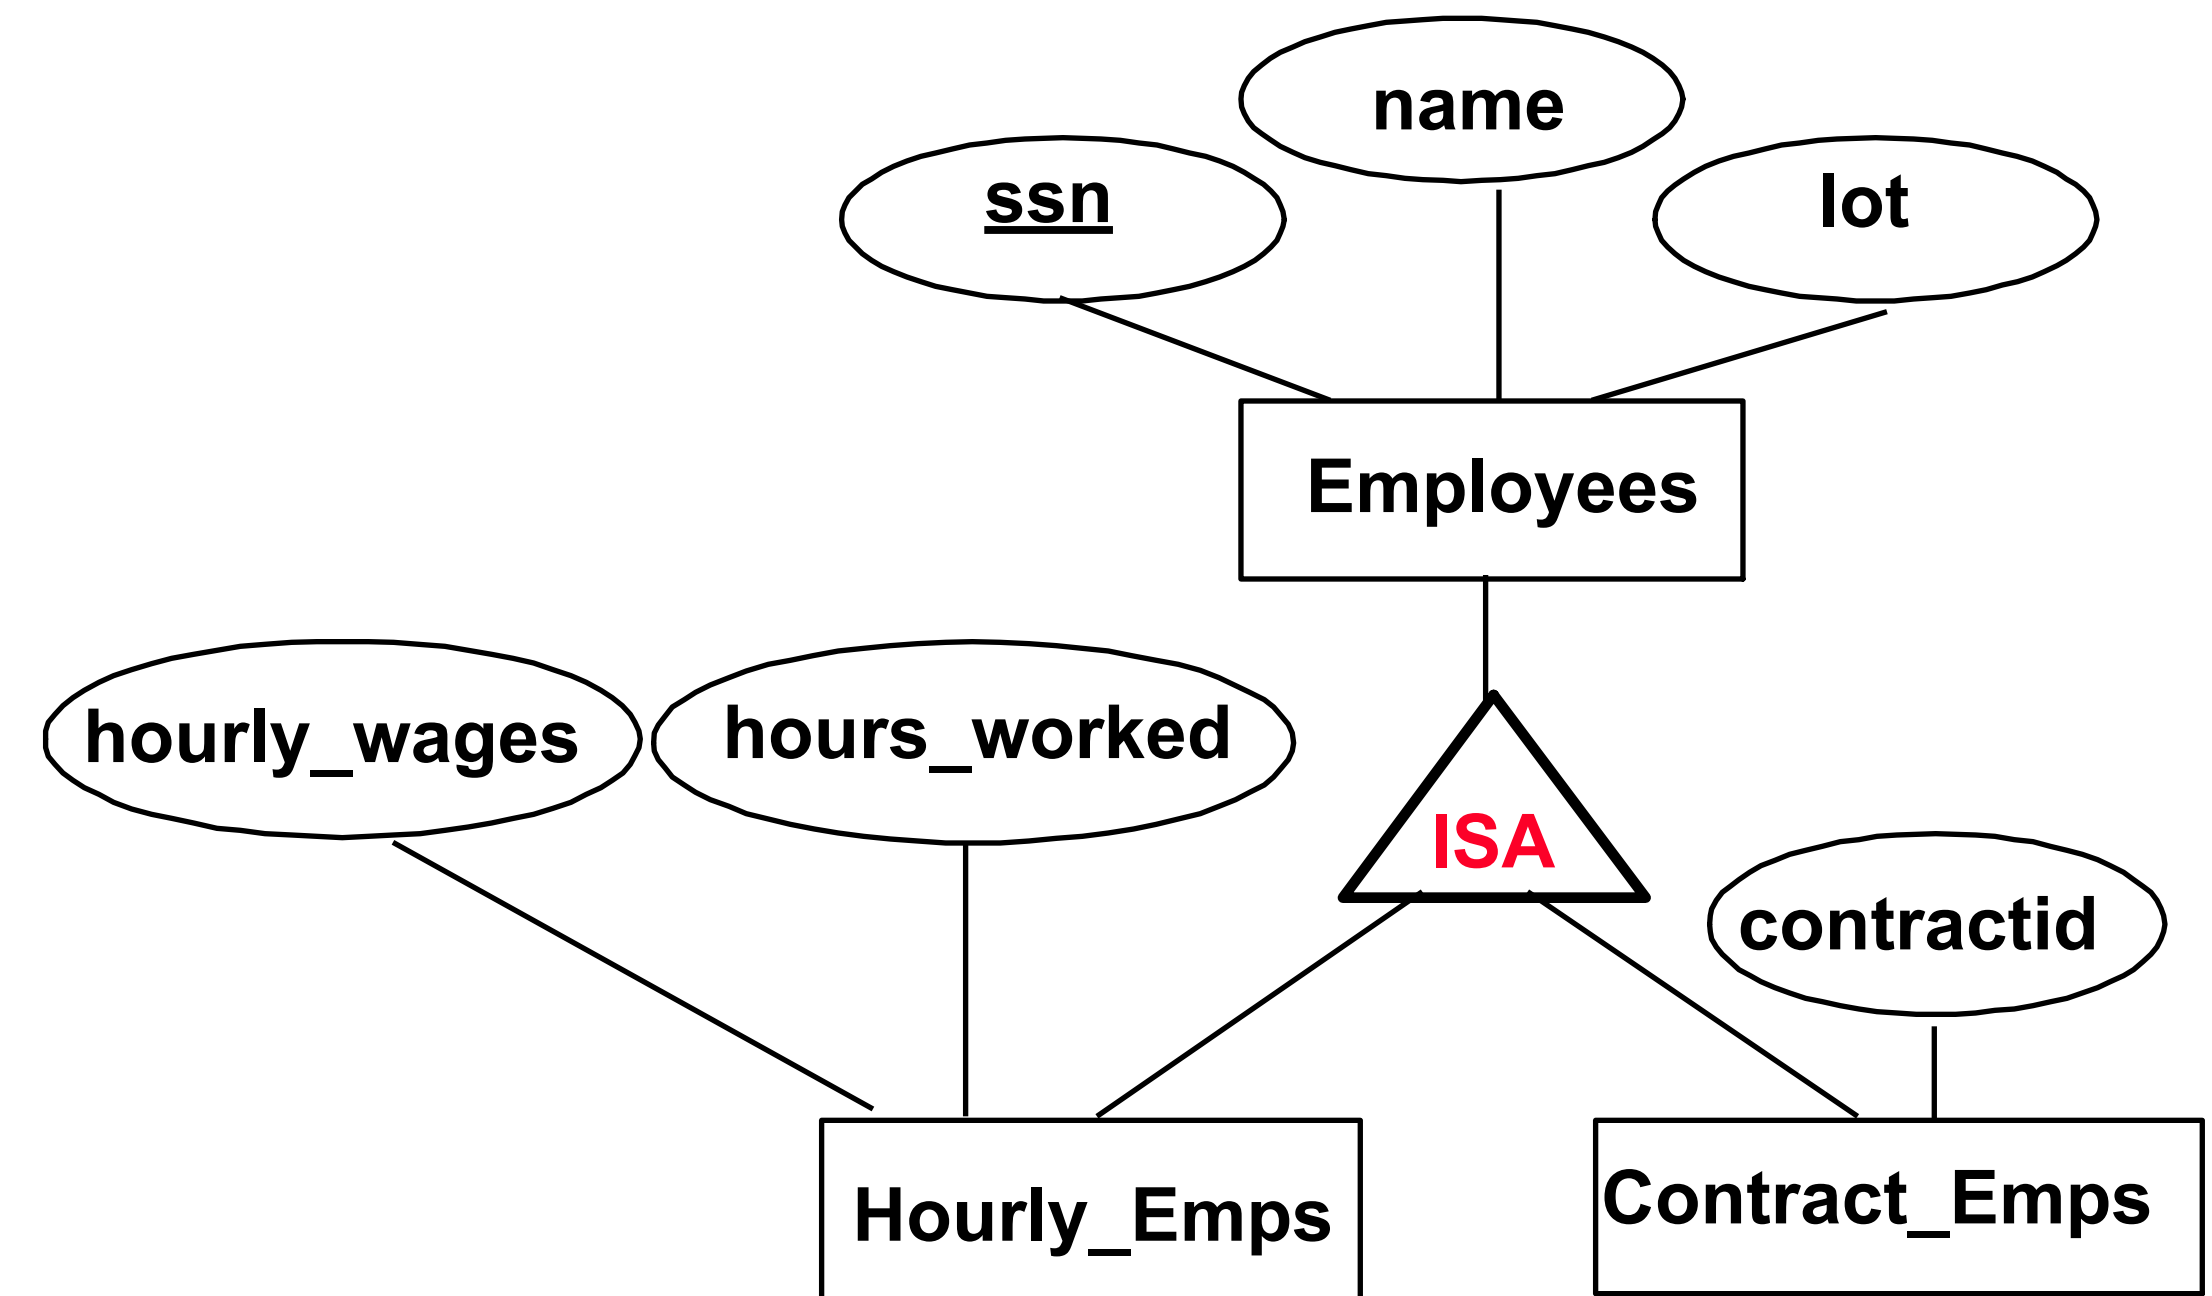 name
ssn
lot
Employees
hourly_wages
hours_worked
ISA
contractid
Hourly_Emps
Contract_Emps